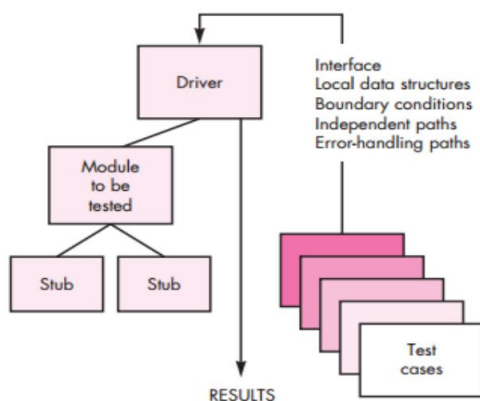 Driver
Interface
Local data structures
Boundary conditions
Independent paths
Error-handling paths
Module
to be
tested
Stub
Stub
Test
cases
RESULTS